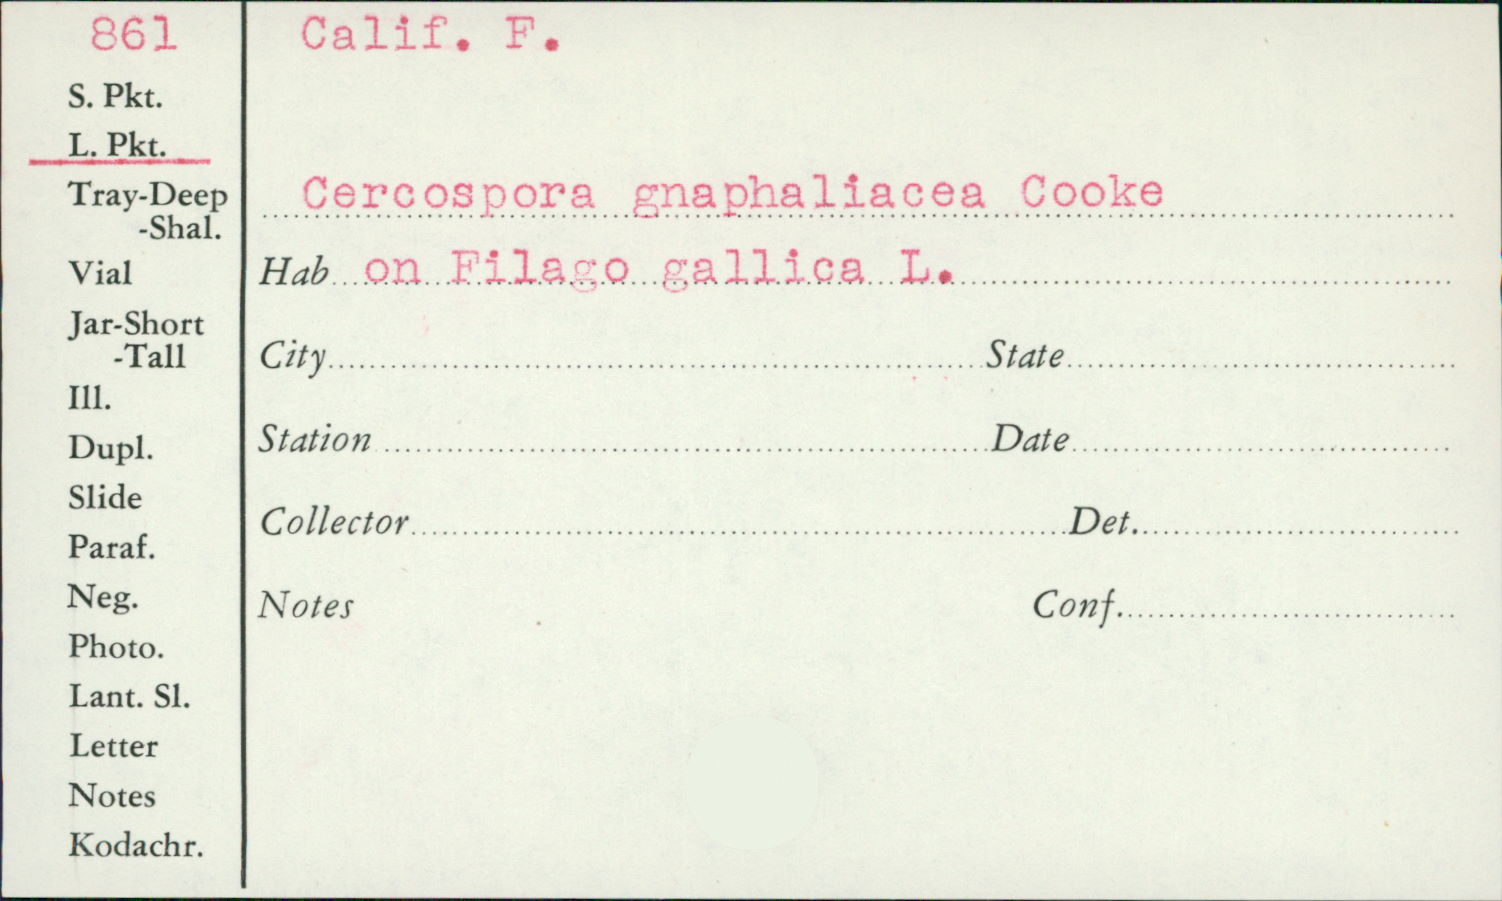 861
S. Pkt.
L. Pkt.
Tray-Deep
-Shal.
Vial
Jar-Short
-Tall
Ill.
Dupl.
Slide
Paraf.
Neg.
Photo.
Lant. Sl.
Letter
Notes
Kodachr.
Calif. F.
Cercospora gnaphaliacea Cooke
Hab on Filago gallica L.
City State
Station Date
Collector Det.
Notes Conf.